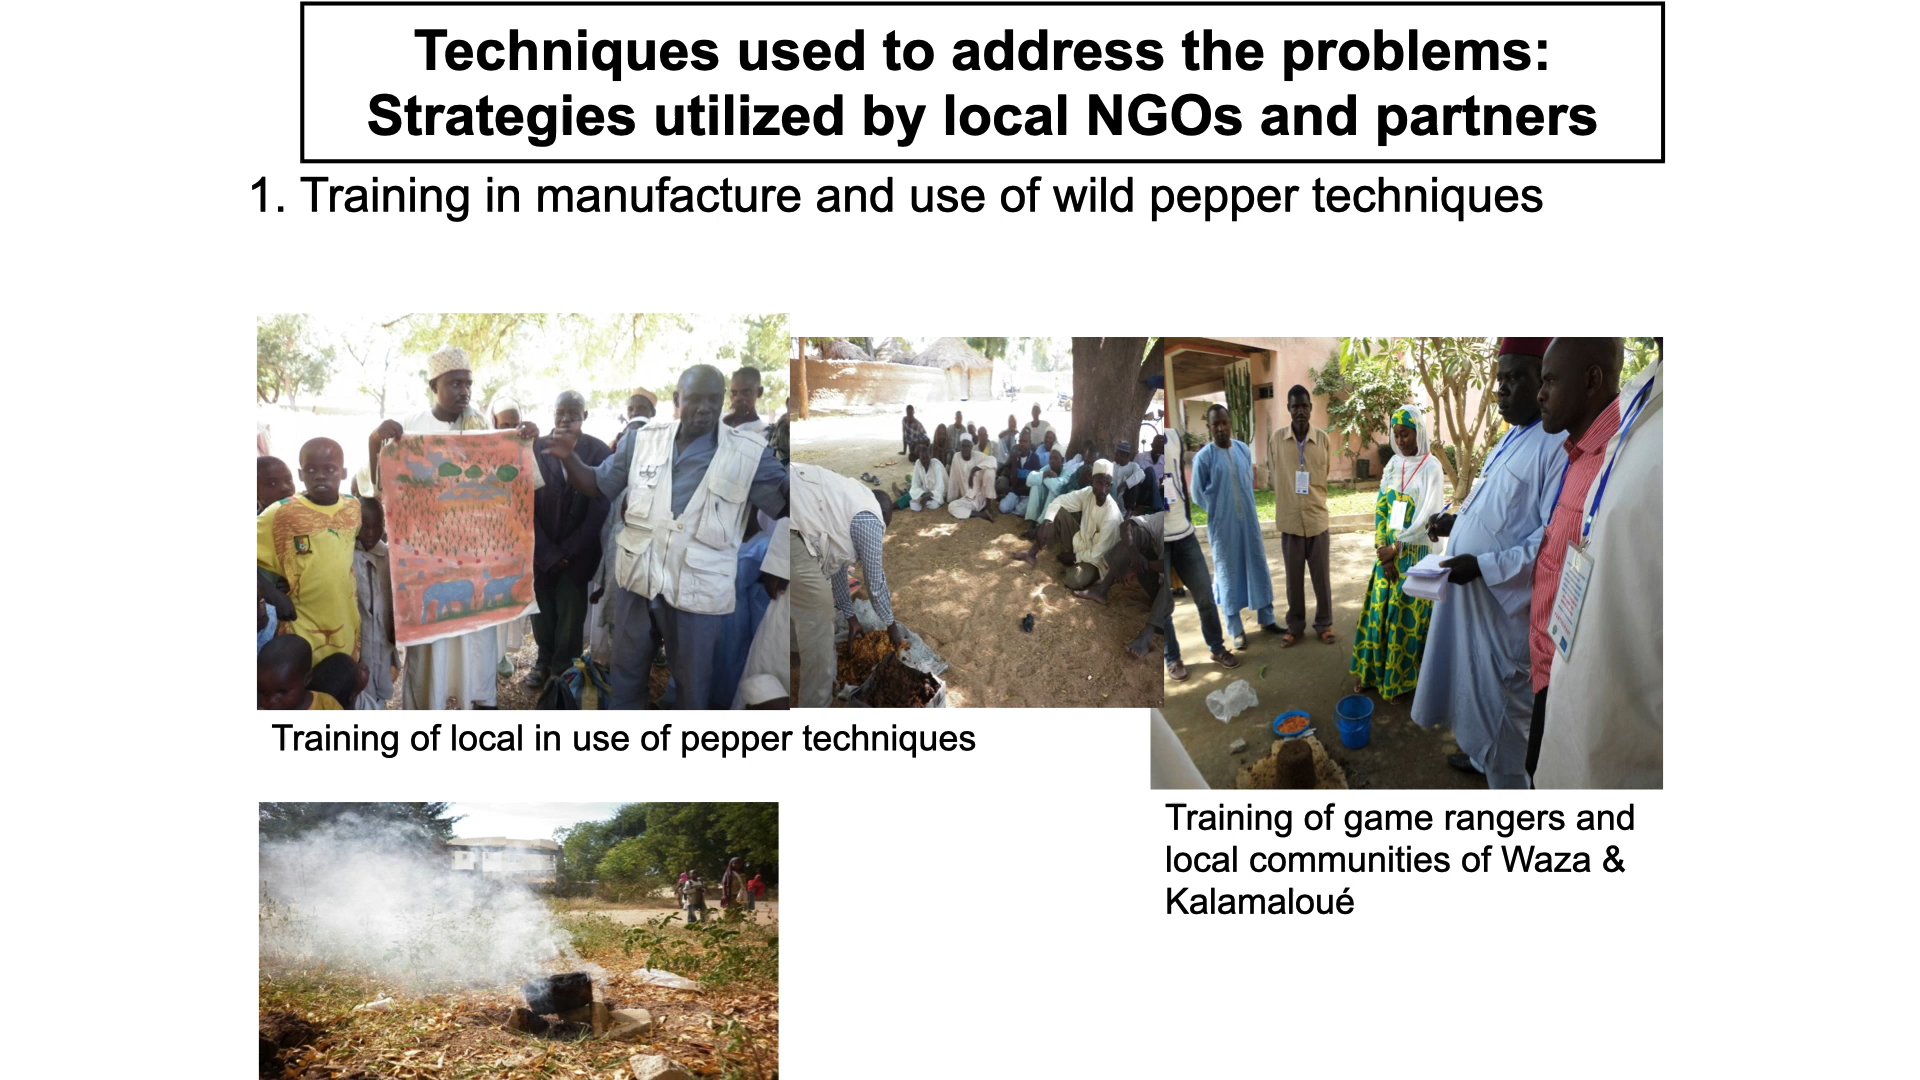 Techniques used to address the problems:
Strategies utilized by local NGOs and partners
1. Training in manufacture and use of wild pepper techniques
Training of local in use of pepper techniques
Training of game rangers and
local communities of Waza &
Kalamaloué